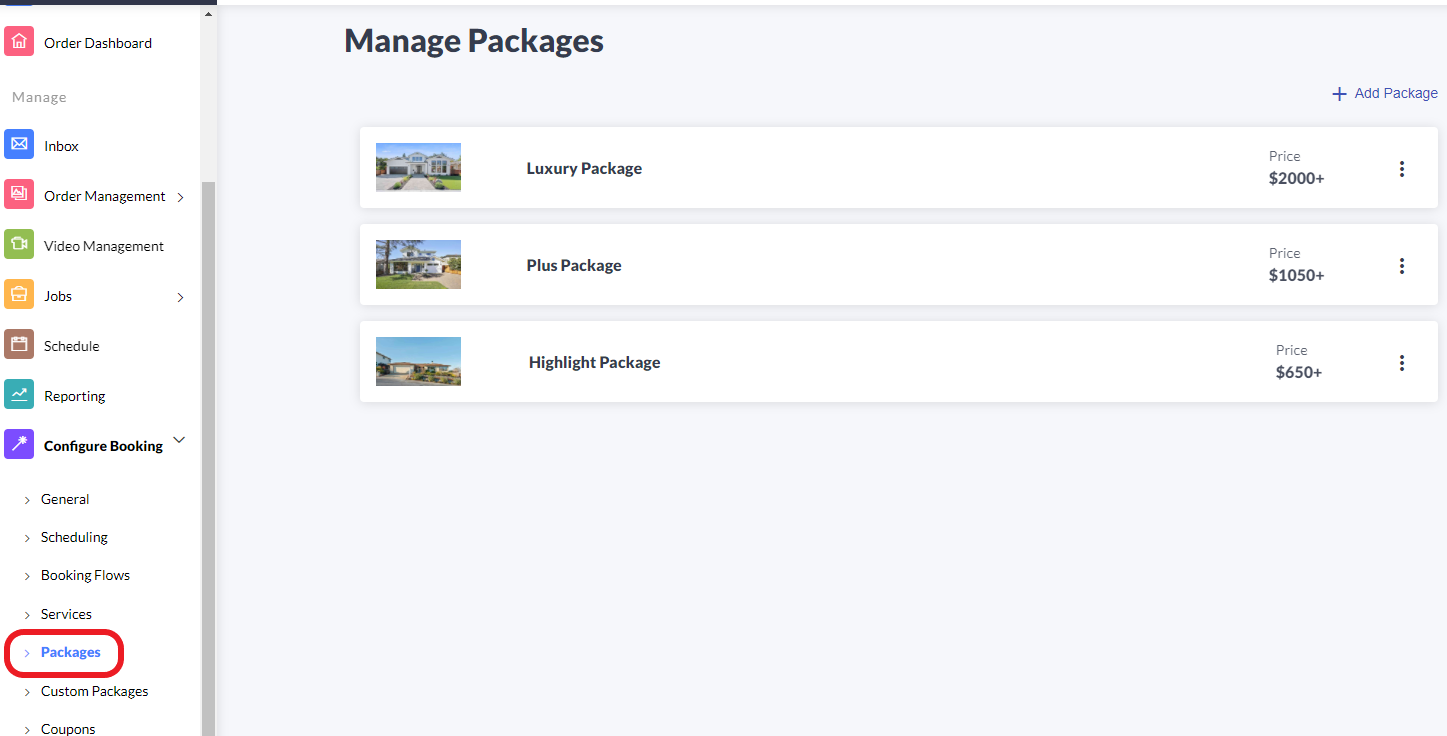 Order Dashboard
Manage
Inbox
Order Management
Video Management
Jobs
Schedule
Reporting
Configure Booking
General
Scheduling
Booking Flows
Services
Packages
Custom Packages
Coupons
Manage Packages
+ Add Package
Luxury Package
Price
$2000+
Plus Package
Price
$1050+
Highlight Package
Price
$650+